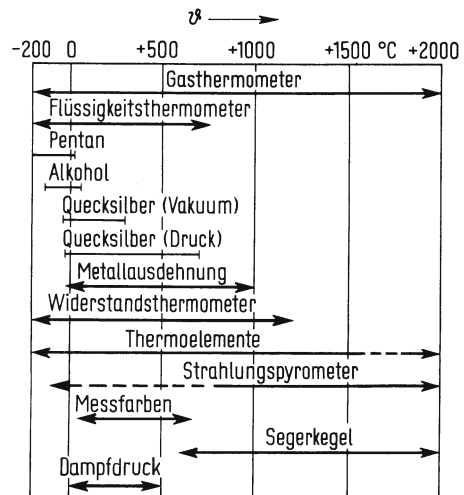 ϑ
-200 0 +500 +1000 +1500 °C +2000
Gasthermometer
Flüssigkeitsthermometer
Pentan
Alkohol
Quecksilber (Vakuum)
Quecksilber (Druck)
Metallausdehnung
Widerstandsthermometer
Thermoelemente
Strahlungspyrometer
Messfarben
Segerkegel
Dampfdruck